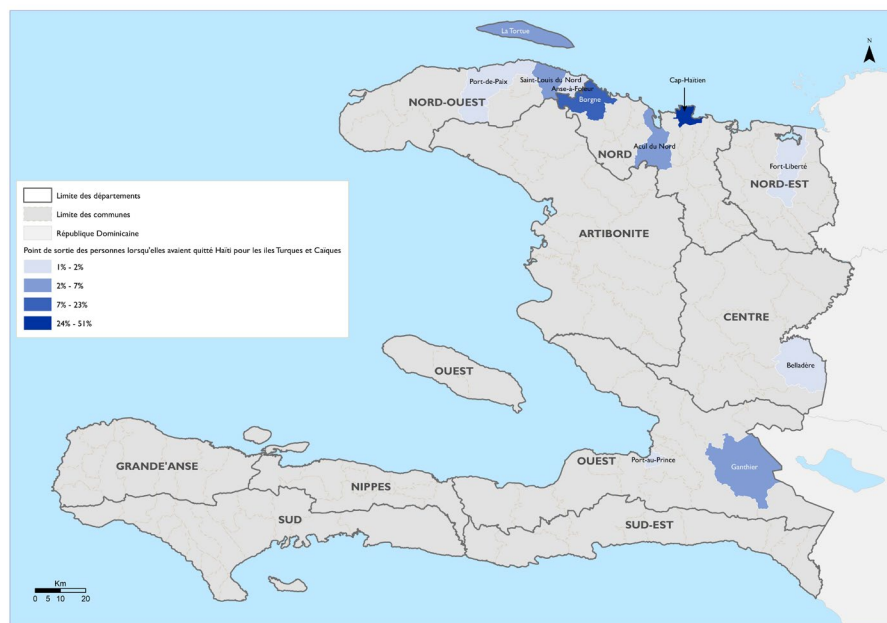 La Tortue
N
Port-de-Paix
Saint-Louis du Nord
Cap-Haïtien
Anse-à-Foleur
Borgne
NORD-OUEST
Acul du Nord
NORD
Fort-Liberté
NORD-EST
Limite des départements
Limite des communes
République Dominicaine
Point de sortie des personnes lorsqu'elles avaient quitté Haïti pour les iles Turques et Caïques
1% - 2%
2% - 7%
7% - 23%
24% - 51%
ARTIBONITE
CENTRE
Belladère
OUEST
OUEST
Port-au-Prince
Ganthier
GRANDE'ANSE
NIPPES
SUD
SUD-EST
Km
0 5 10 20